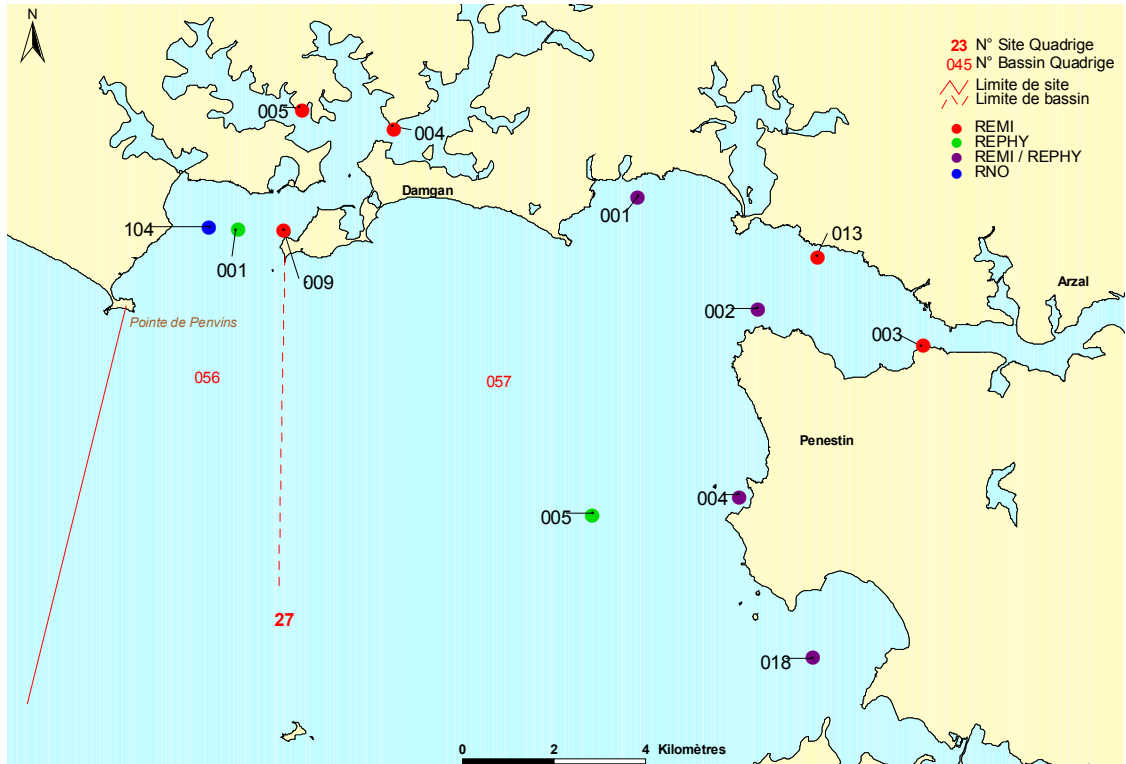 N
23 N° Site Quadrige
045 N° Bassin Quadrige
Limite de site
Limite de bassin
REMI
REPHY
REMI / REPHY
RNO
005
004
Damgan
001
104
001
009
013
Arzal
002
Pointe de Penvins
003
056
057
Penestin
004
005
27
018
0 2 4 Kilomètres